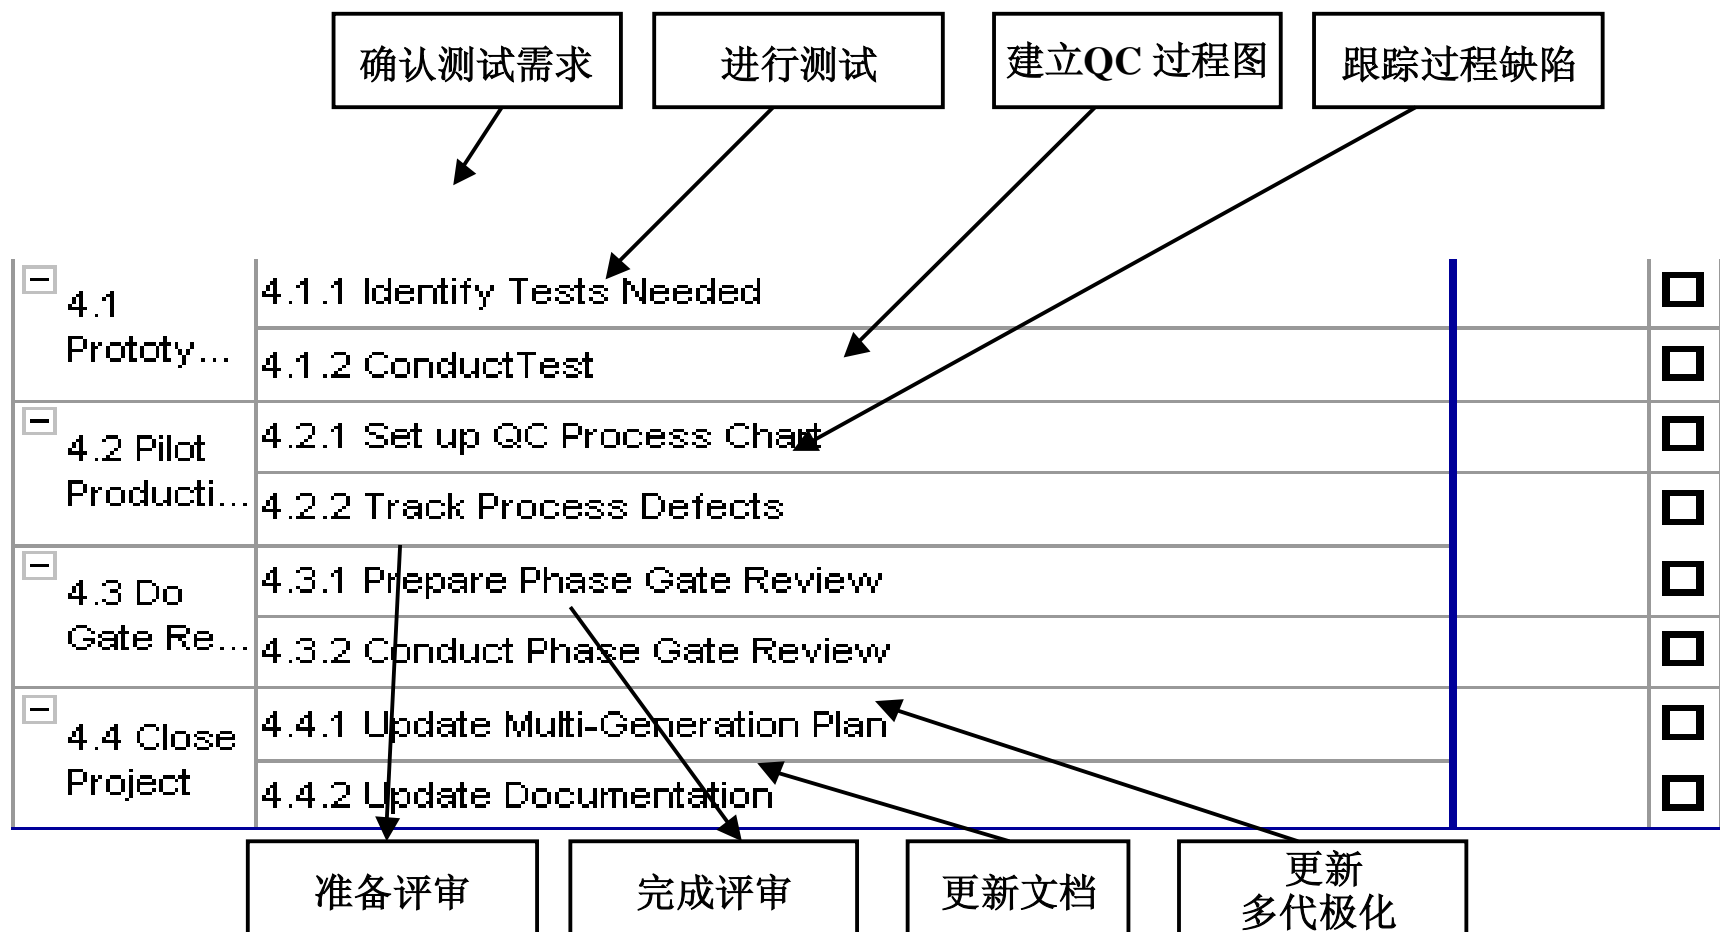 确认测试需求
进行测试
建立QC 过程图
跟踪过程缺陷
4.1
Prototy...
4.1.1 Identify Tests Needed
4.1.2 ConductTest
4.2 Pilot
Producti...
4.2.1 Set up QC Process Chart
4.2.2 Track Process Defects
4.3 Do
Gate Re...
4.3.1 Prepare Phase Gate Review
4.3.2 Conduct Phase Gate Review
4.4 Close
Project
4.4.1 Update Multi-Generation Plan
4.4.2 Update Documentation
准备评审
完成评审
更新文档
更新
多代极化